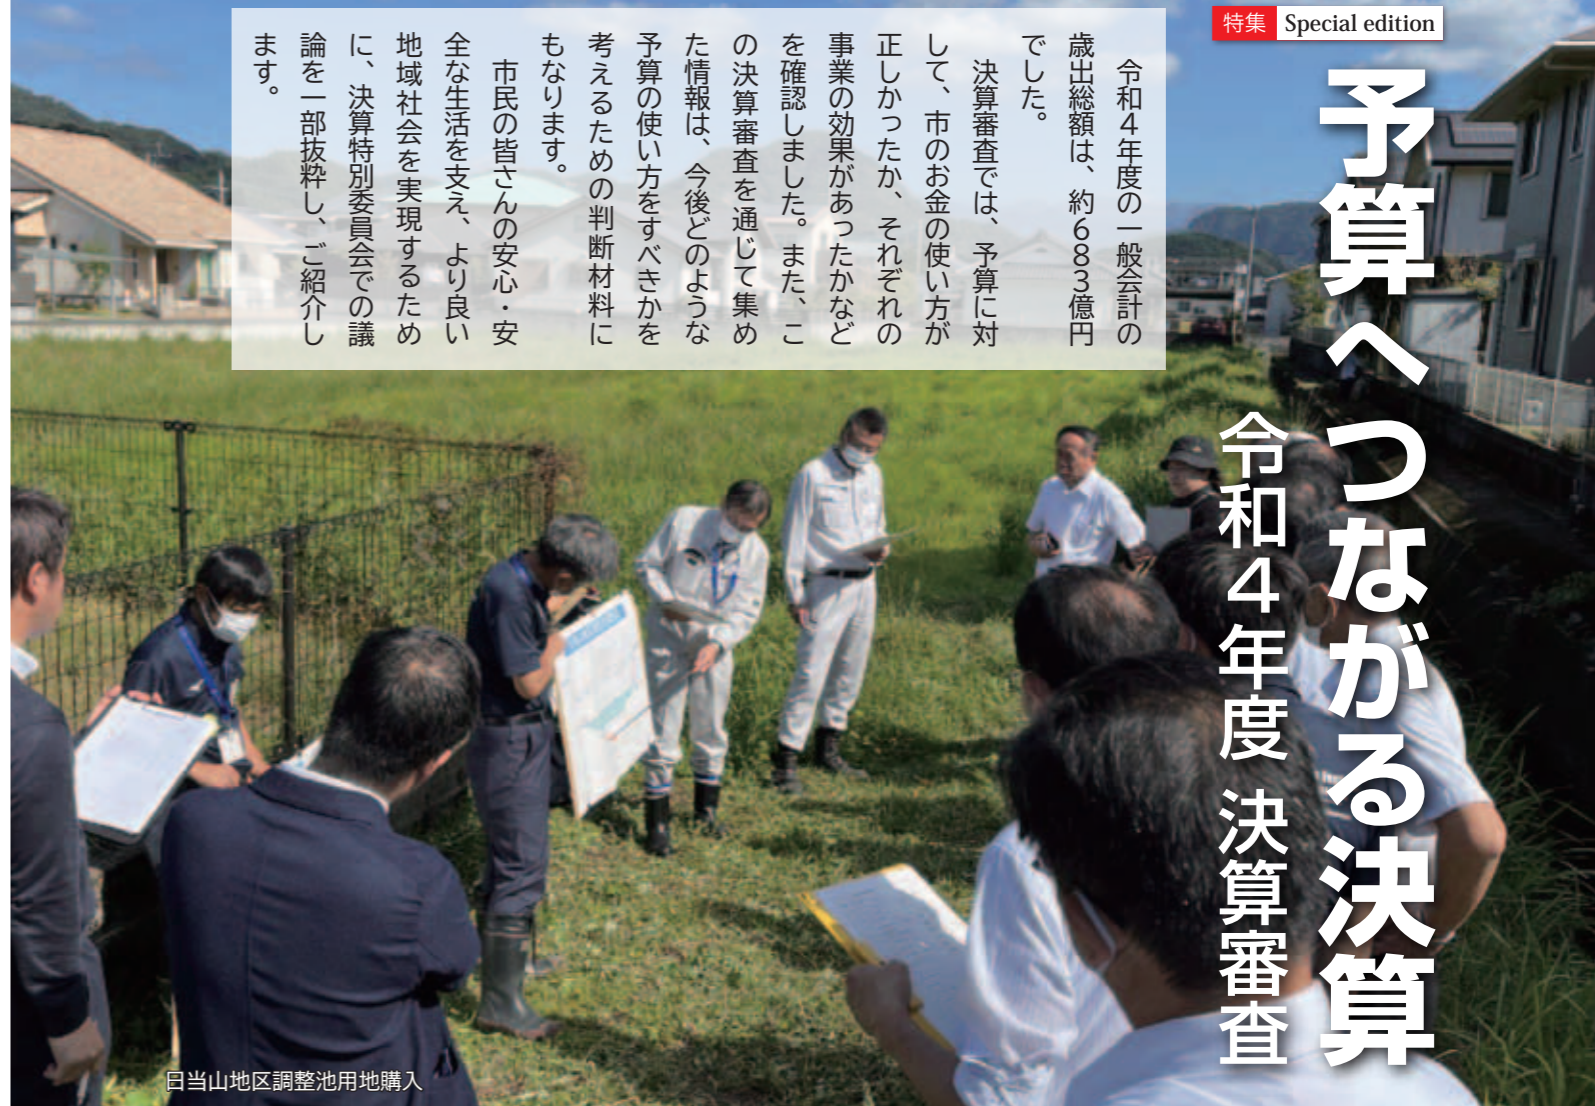 特集 Special edition
予算へつながる決算
令和４年度 決算審査
令和４年度の一般会計の
歳出総額は、約６８３億円
でした。
決算審査では、予算に対
して、市のお金の使い方が
正しかったか、それぞれの
事業の効果があったかなど
を確認しました。また、こ
の決算審査を通じて集め
た情報は、今後どのような
予算の使い方をすべきかを
考えるための判断材料に
もなります。
市民の皆さんの安心・安
全な生活を支え、より良い
地域社会を実現するため
に、決算特別委員会での議
論を一部抜粋し、ご紹介し
ます。
日当山地区調整池用地購入